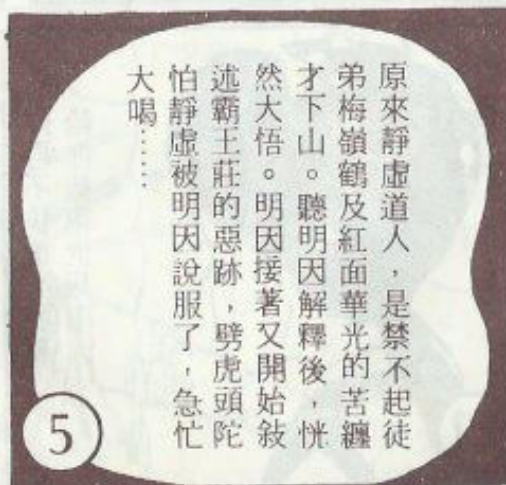 原來靜虛道人，是禁不起徒
弟梅嶺鶴及紅面華光的苦纏
才下山。聽明因解釋後，恍
然大悟。明因接著又開始敍
述霸王莊的惡跡，劈虎頭陀
怕靜虛被明因說服了，急忙
大喝……
5